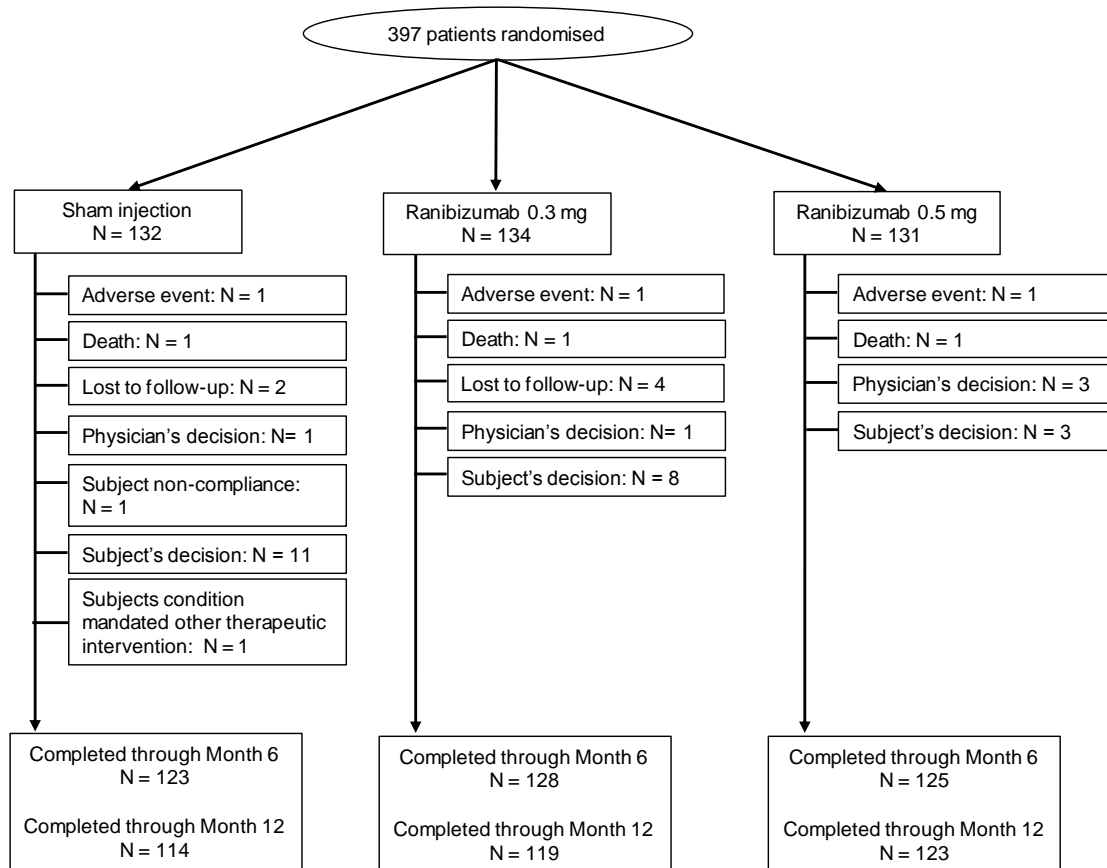 397 patients randomised
Sham injection
N = 132
Adverse event: N = 1
Death: N = 1
Lost to follow-up: N = 2
Physician's decision: N= 1
Subject non-compliance:
N = 1
Subject's decision: N = 11
Subjects condition
mandated other therapeutic
intervention: N = 1
Completed through Month 6
N = 123
Completed through Month 12
N = 114
Ranibizumab 0.3 mg
N = 134
Adverse event: N = 1
Death: N = 1
Lost to follow-up: N = 4
Physician's decision: N= 1
Subject's decision: N = 8
Completed through Month 6
N = 128
Completed through Month 12
N = 119
Ranibizumab 0.5 mg
N = 131
Adverse event: N = 1
Death: N = 1
Physician's decision: N = 3
Subject's decision: N = 3
Completed through Month 6
N = 125
Completed through Month 12
N = 123